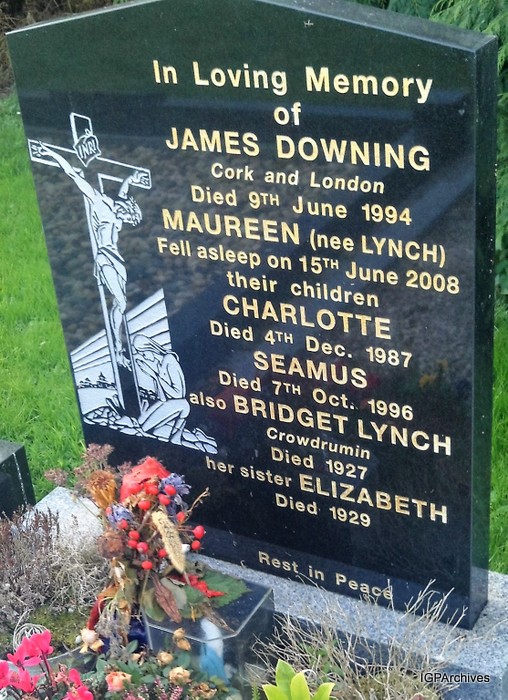 In Loving Memory
of
JAMES DOWNING
Cork and London
Died 9TH June 1994
MAUREEN (nee LYNCH)
Fell asleep on 15TH June 2008
their children
CHARLOTTE
Died 4TH Dec. 1987
SEAMUS
Died 7TH Oct. 1996
also BRIDGET LYNCH
Crowdrumin
Died 1927
her sister ELIZABETH
Died 1929
Rest in Peace
INRI
IGPArchives